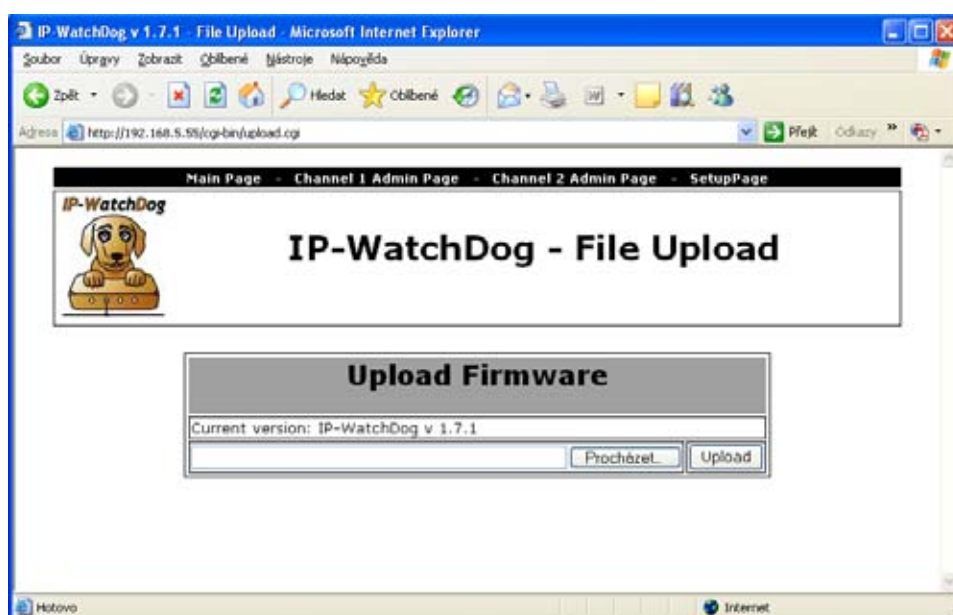 IP-WatchDog v 1.7.1 - File Upload - Microsoft Internet Explorer
Soubor Úpravy Zobrazit Oblíbené Nástroje Nápověda
Zpět Hledat Oblíbené
Adresa http://192.168.5.55/cgi-bin/upload.cgi Přejít Odkazy »
Main Page - Channel 1 Admin Page - Channel 2 Admin Page - SetupPage
IP-WatchDog
IP-WatchDog - File Upload
Upload Firmware
Current version: IP-WatchDog v 1.7.1
Procházet... Upload
Hotovo Internet